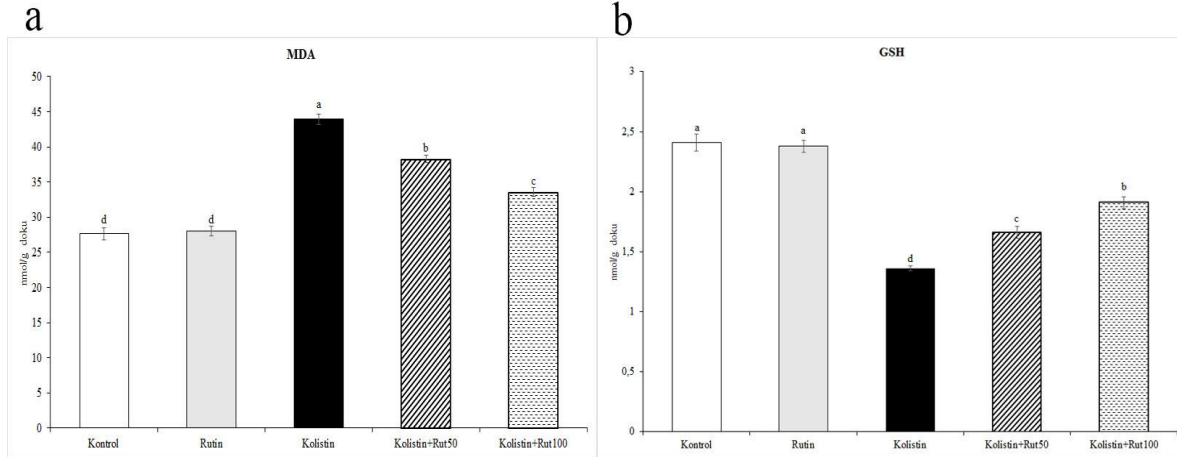 a
MDA
nmol/g doku
50
45
40
35
30
25
20
15
10
5
0
d
d
a
b
c
Kontrol
Rutin
Kolistin
Kolistin+Rut50
Kolistin+Rut100
b
GSH
nmol/g doku
3
2,5
2
1,5
1
0,5
0
a
a
d
c
b
Kontrol
Rutin
Kolistin
Kolistin+Rut50
Kolistin+Rut100